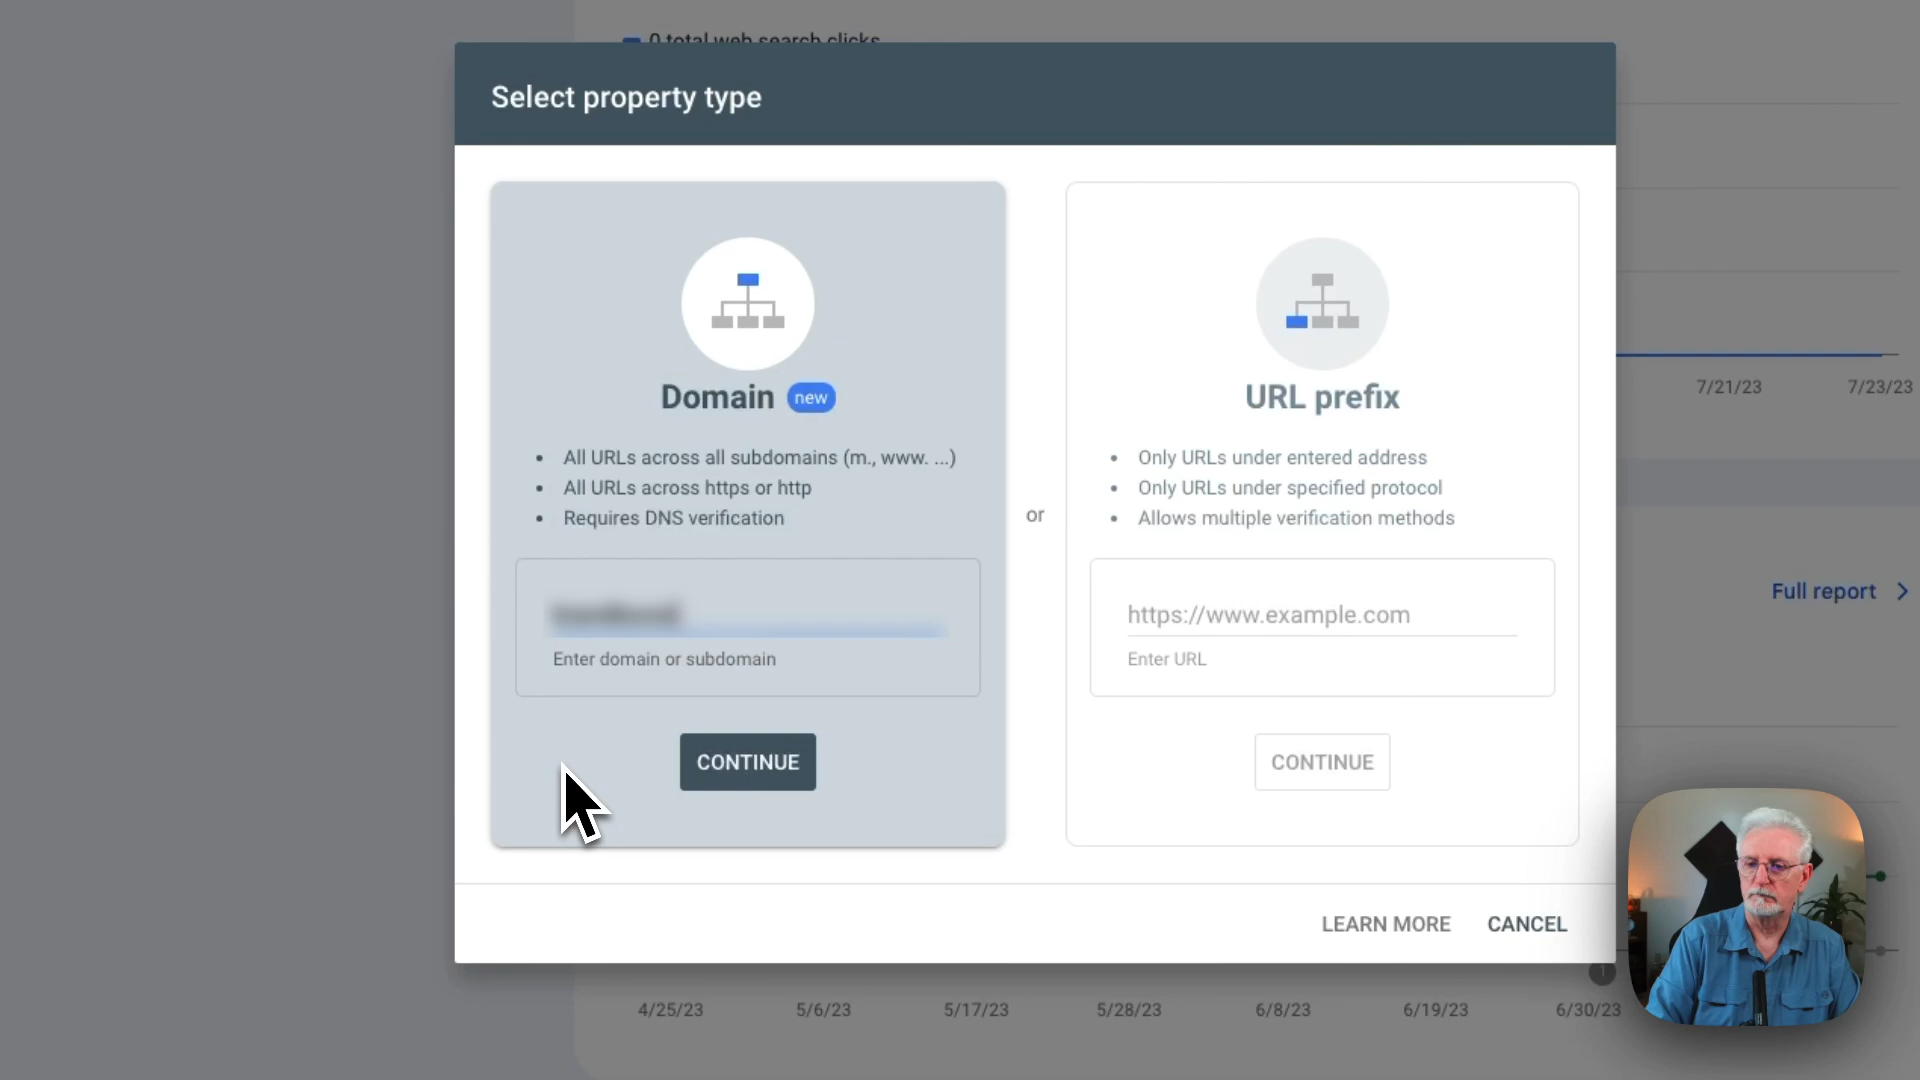 0 total web search clicks
Select property type
Domain new
All URLs across all subdomains (m., www. ...)
All URLs across https or http
Requires DNS verification
Enter domain or subdomain
CONTINUE
or
URL prefix
Only URLs under entered address
Only URLs under specified protocol
Allows multiple verification methods
https://www.example.com
Enter URL
CONTINUE
LEARN MORE CANCEL
7/21/23 7/23/23
Full report
1
4/25/23 5/6/23 5/17/23 5/28/23 6/8/23 6/19/23 6/30/23